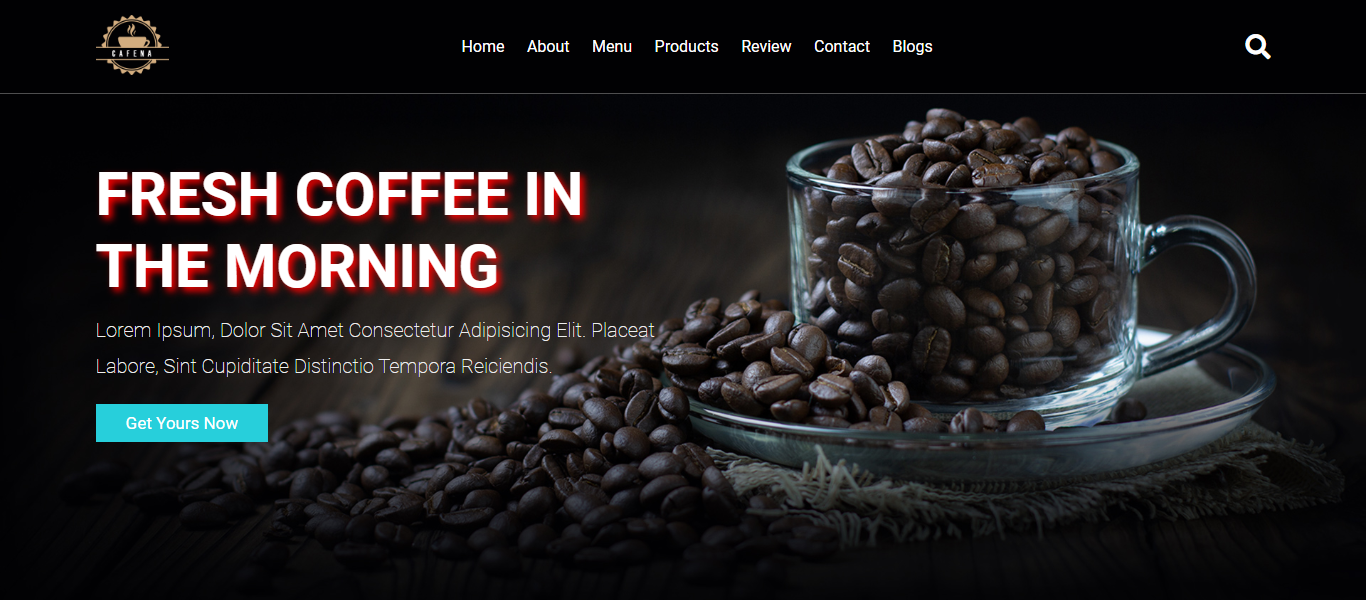 CAFENA
Home About Menu Products Review Contact Blogs
FRESH COFFEE IN
THE MORNING
Lorem Ipsum, Dolor Sit Amet Consectetur Adipisicing Elit. Placeat
Labore, Sint Cupiditate Distinctio Tempora Reiciendis.
Get Yours Now